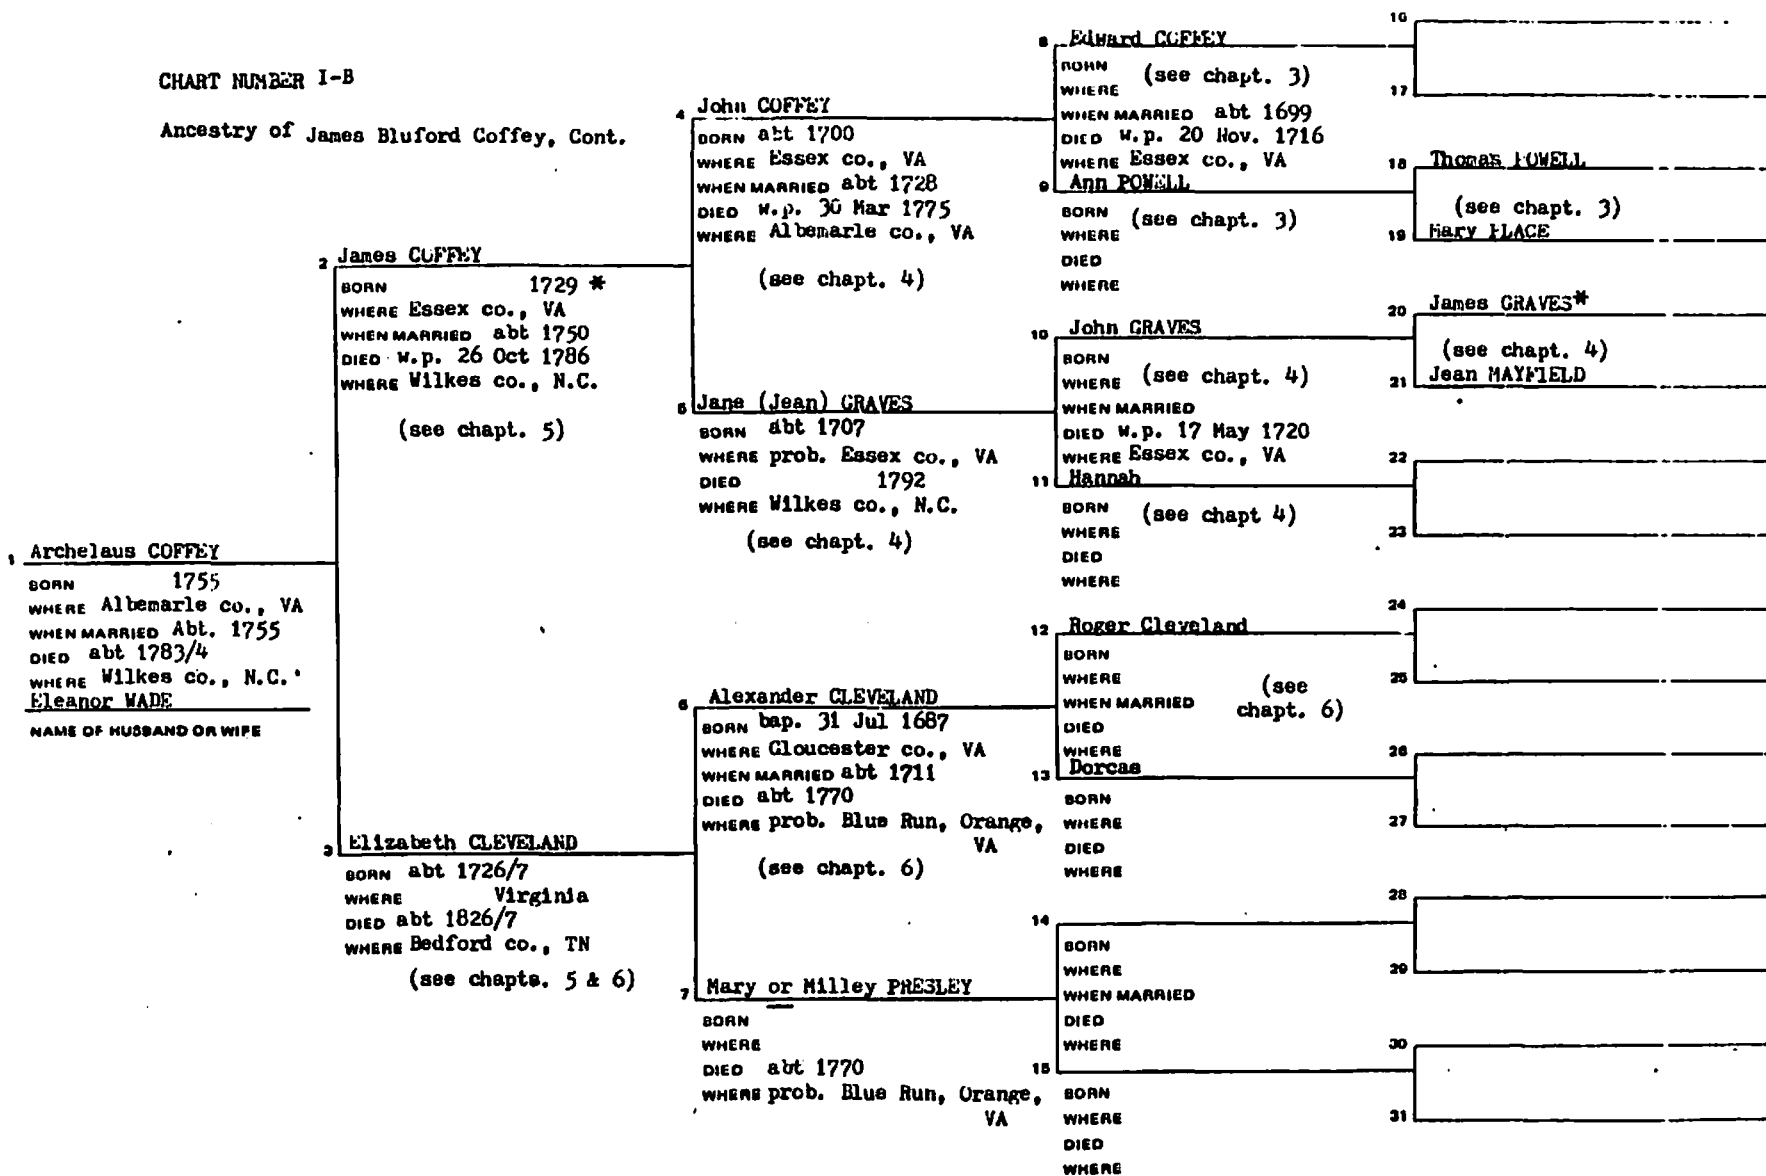 CHART NUMBER I-B
Ancestry of James Bluford Coffey, Cont.
1 Archelaus COFFEY
BORN 1755
WHERE Albemarle co., VA
WHEN MARRIED Abt. 1755
DIED abt 1783/4
WHERE Wilkes co., N.C.
Eleanor WADE
NAME OF HUSBAND OR WIFE
2 James COFFEY
BORN 1729 *
WHERE Essex co., VA
WHEN MARRIED abt 1750
DIED w.p. 26 Oct 1786
WHERE Wilkes co., N.C.
(see chapt. 5)
3 Elizabeth CLEVELAND
BORN abt 1726/7
WHERE Virginia
DIED abt 1826/7
WHERE Bedford co., TN
(see chapts. 5 & 6)
4 John COFFEY
BORN abt 1700
WHERE Essex co., VA
WHEN MARRIED abt 1728
DIED w.p. 30 Mar 1775
WHERE Albemarle co., VA
(see chapt. 4)
5 Jane (Jean) GRAVES
BORN abt 1707
WHERE prob. Essex co., VA
DIED 1792
WHERE Wilkes co., N.C.
(see chapt. 4)
6 Alexander CLEVELAND
BORN bap. 31 Jul 1687
WHERE Gloucester co., VA
WHEN MARRIED abt 1711
DIED abt 1770
WHERE prob. Blue Run, Orange,
VA
(see chapt. 6)
7 Mary or Milley PRESLEY
BORN
WHERE
DIED abt 1770
WHERE prob. Blue Run, Orange,
VA
8 Edward COFFEY
BORN (see chapt. 3)
WHERE
WHEN MARRIED abt 1699
DIED w.p. 20 Nov. 1716
WHERE Essex co., VA
9 Ann POWELL
BORN (see chapt. 3)
WHERE
DIED
WHERE
10 John GRAVES
BORN
WHERE (see chapt. 4)
WHEN MARRIED
DIED w.p. 17 May 1720
WHERE Essex co., VA
11 Hannah
BORN (see chapt 4)
WHERE
DIED
WHERE
12 Roger Cleveland
BORN
WHERE (see
WHEN MARRIED chapt. 6)
DIED
WHERE
13 Dorcas
BORN
WHERE
DIED
WHERE
14
BORN
WHERE
WHEN MARRIED
DIED
WHERE
15
BORN
WHERE
DIED
WHERE
16
17
18 Thomas POWELL
(see chapt. 3)
19 Mary PLACE
20 James GRAVES*
(see chapt. 4)
21 Jean MAYFIELD
22
23
24
25
26
27
28
29
30
31